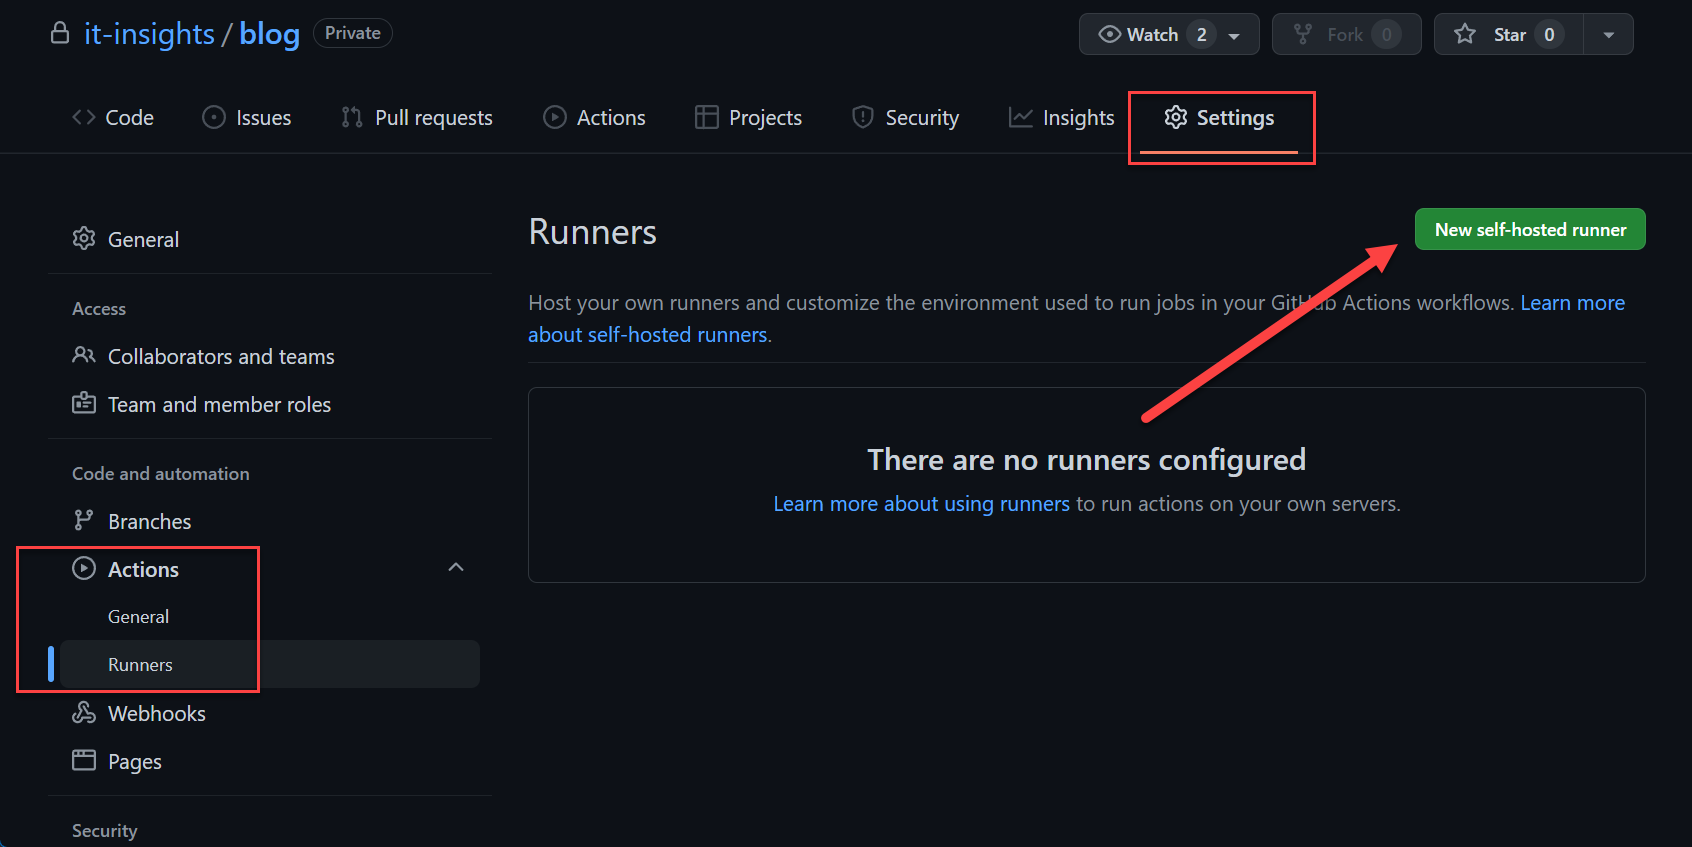 it-insights / blog Private Watch 2 Fork 0 Star 0
Code Issues Pull requests Actions Projects Security Insights Settings
General
Access
Collaborators and teams
Team and member roles
Code and automation
Branches
Actions
General
Runners
Webhooks
Pages
Security
Runners New self-hosted runner
Host your own runners and customize the environment used to run jobs in your GitHub Actions workflows. Learn more
about self-hosted runners.
There are no runners configured
Learn more about using runners to run actions on your own servers.